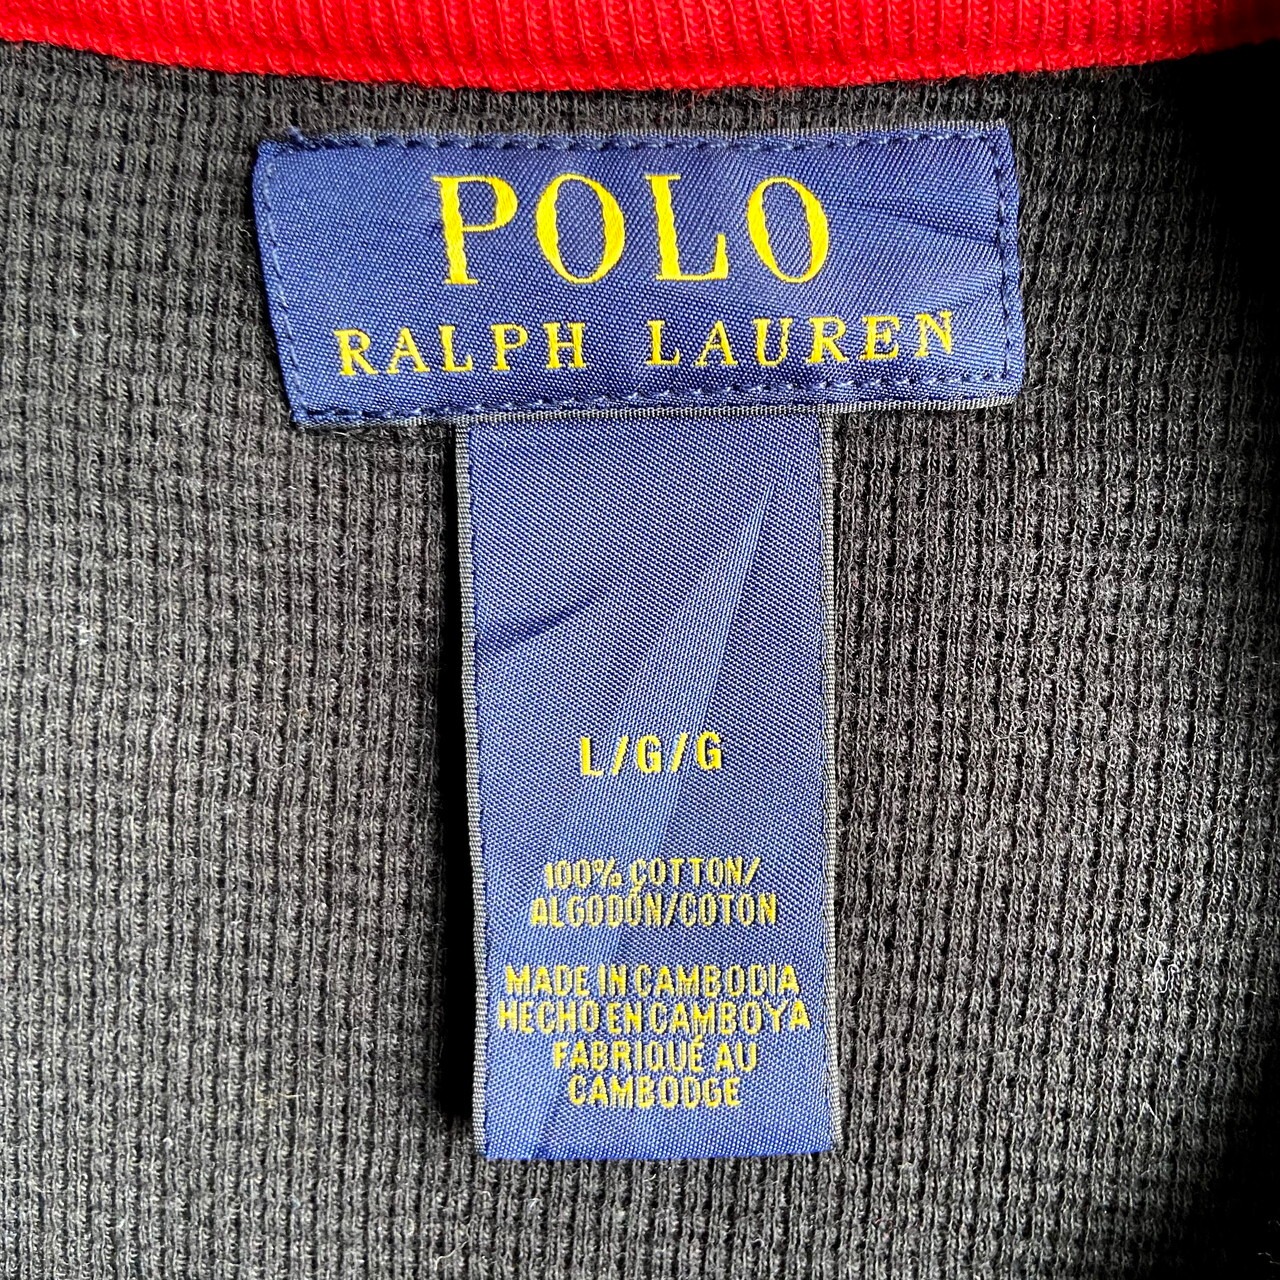 POLO
RALPH LAUREN
L/G/G
100% COTTON/
ALGODÓN/COTON
MADE IN CAMBODIA
HECHO EN CAMBOYA
FABRIQUÉ AU
CAMBODGE